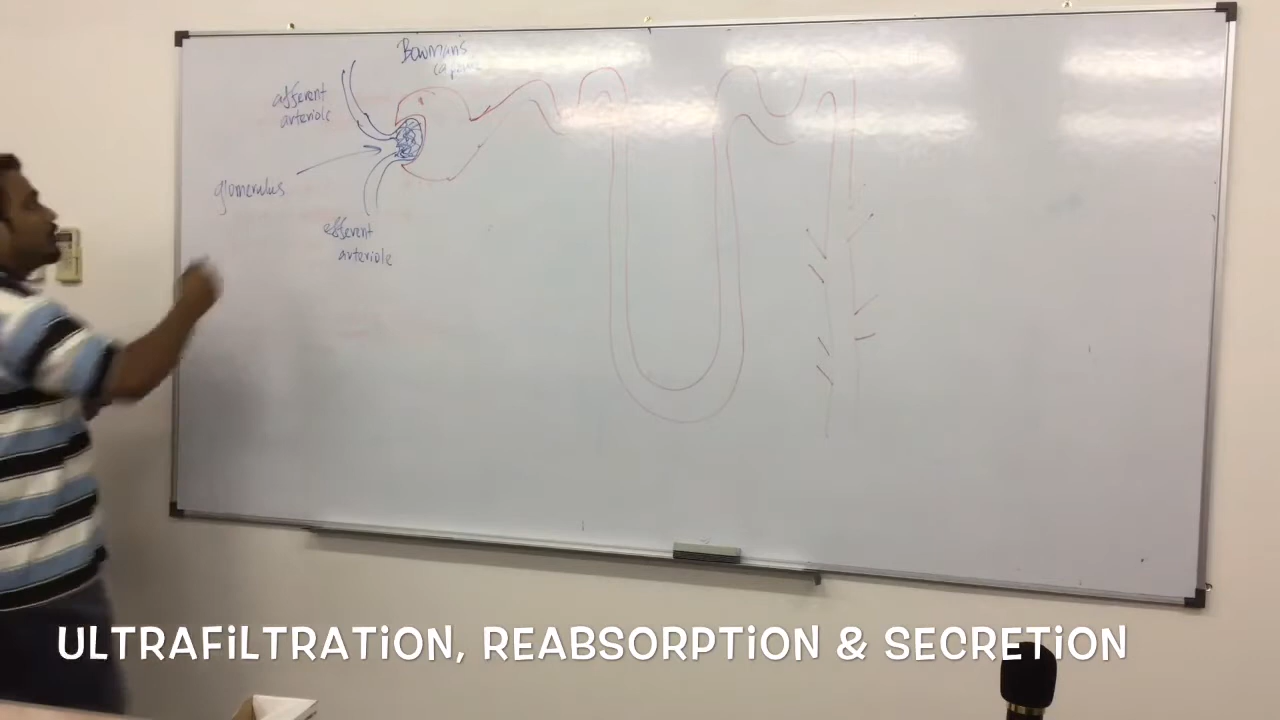 Bowman's
capsule
afferent
arteriole
glomerulus
efferent
arteriole
ULTRAFILTRATION, REABSORPTION & SECRETION